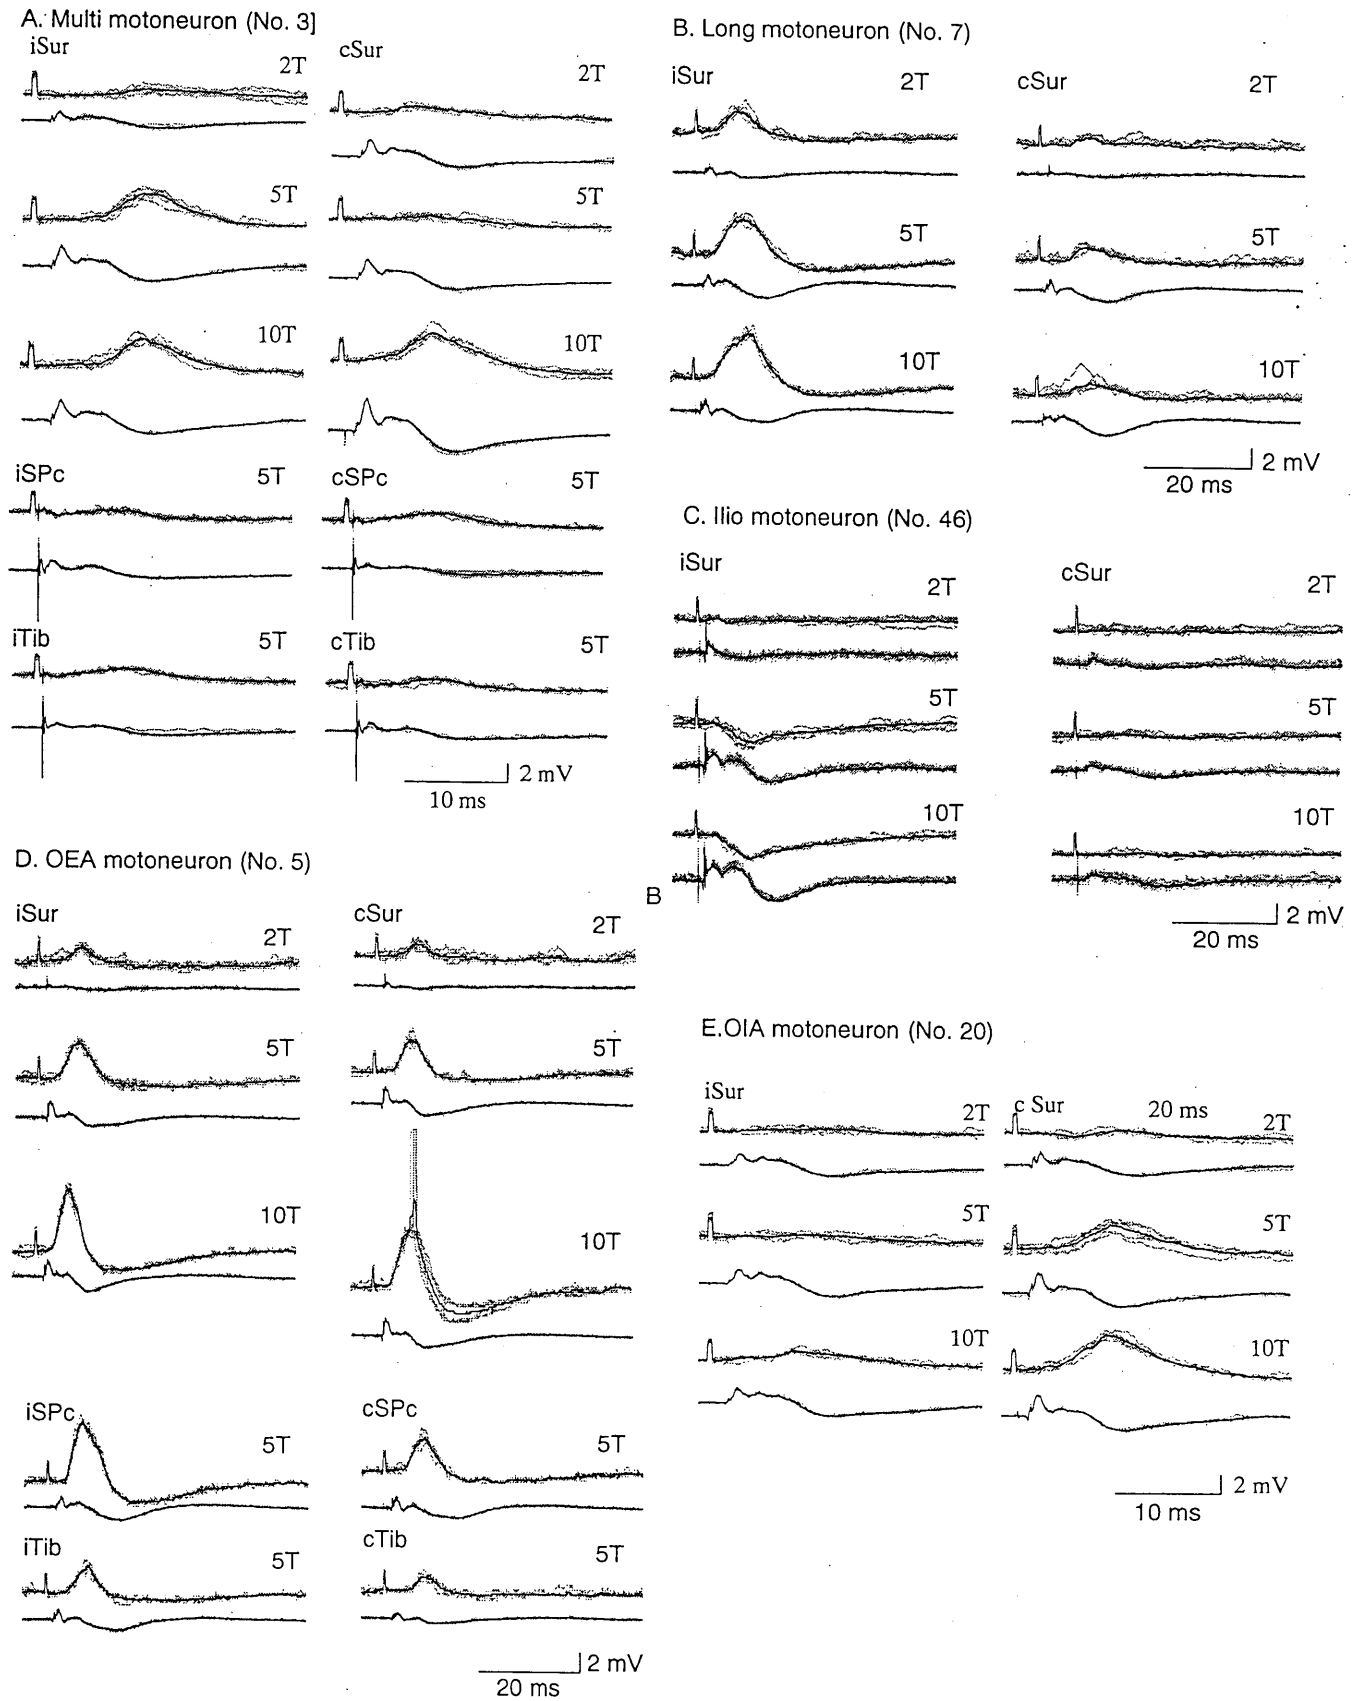 A. Multi motoneuron (No. 3]
iSur
cSur
2T
2T
5T
5T
10T
10T
iSPc
5T
cSPc
5T
iTib
5T
cTib
5T
2 mV
10 ms
B. Long motoneuron (No. 7)
iSur
2T
cSur
2T
5T
5T
10T
10T
2 mV
20 ms
C. Ilio motoneuron (No. 46)
iSur
2T
cSur
2T
5T
5T
10T
10T
B
2 mV
20 ms
D. OEA motoneuron (No. 5)
iSur
2T
cSur
2T
5T
5T
10T
10T
iSPc
5T
cSPc
5T
iTib
5T
cTib
5T
2 mV
20 ms
E.OIA motoneuron (No. 20)
iSur
2T
c Sur
20 ms
2T
5T
5T
10T
10T
2 mV
10 ms